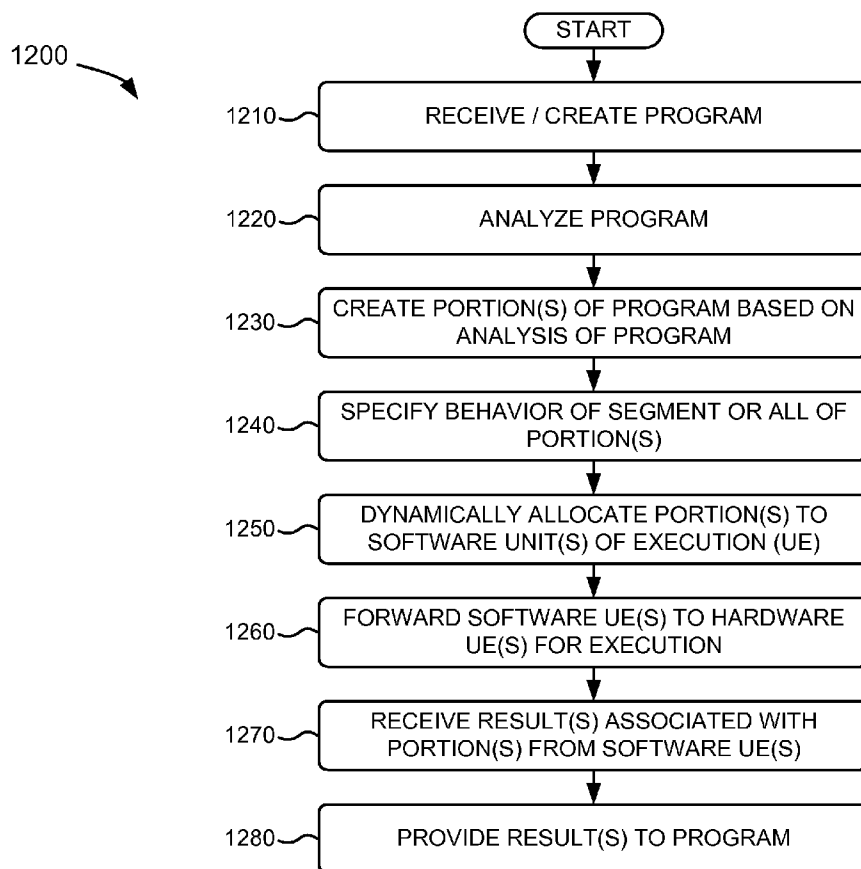 START
1200
1210
RECEIVE / CREATE PROGRAM
1220
ANALYZE PROGRAM
1230
CREATE PORTION(S) OF PROGRAM BASED ON
ANALYSIS OF PROGRAM
1240
SPECIFY BEHAVIOR OF SEGMENT OR ALL OF
PORTION(S)
1250
DYNAMICALLY ALLOCATE PORTION(S) TO
SOFTWARE UNIT(S) OF EXECUTION (UE)
1260
FORWARD SOFTWARE UE(S) TO HARDWARE
UE(S) FOR EXECUTION
1270
RECEIVE RESULT(S) ASSOCIATED WITH
PORTION(S) FROM SOFTWARE UE(S)
1280
PROVIDE RESULT(S) TO PROGRAM